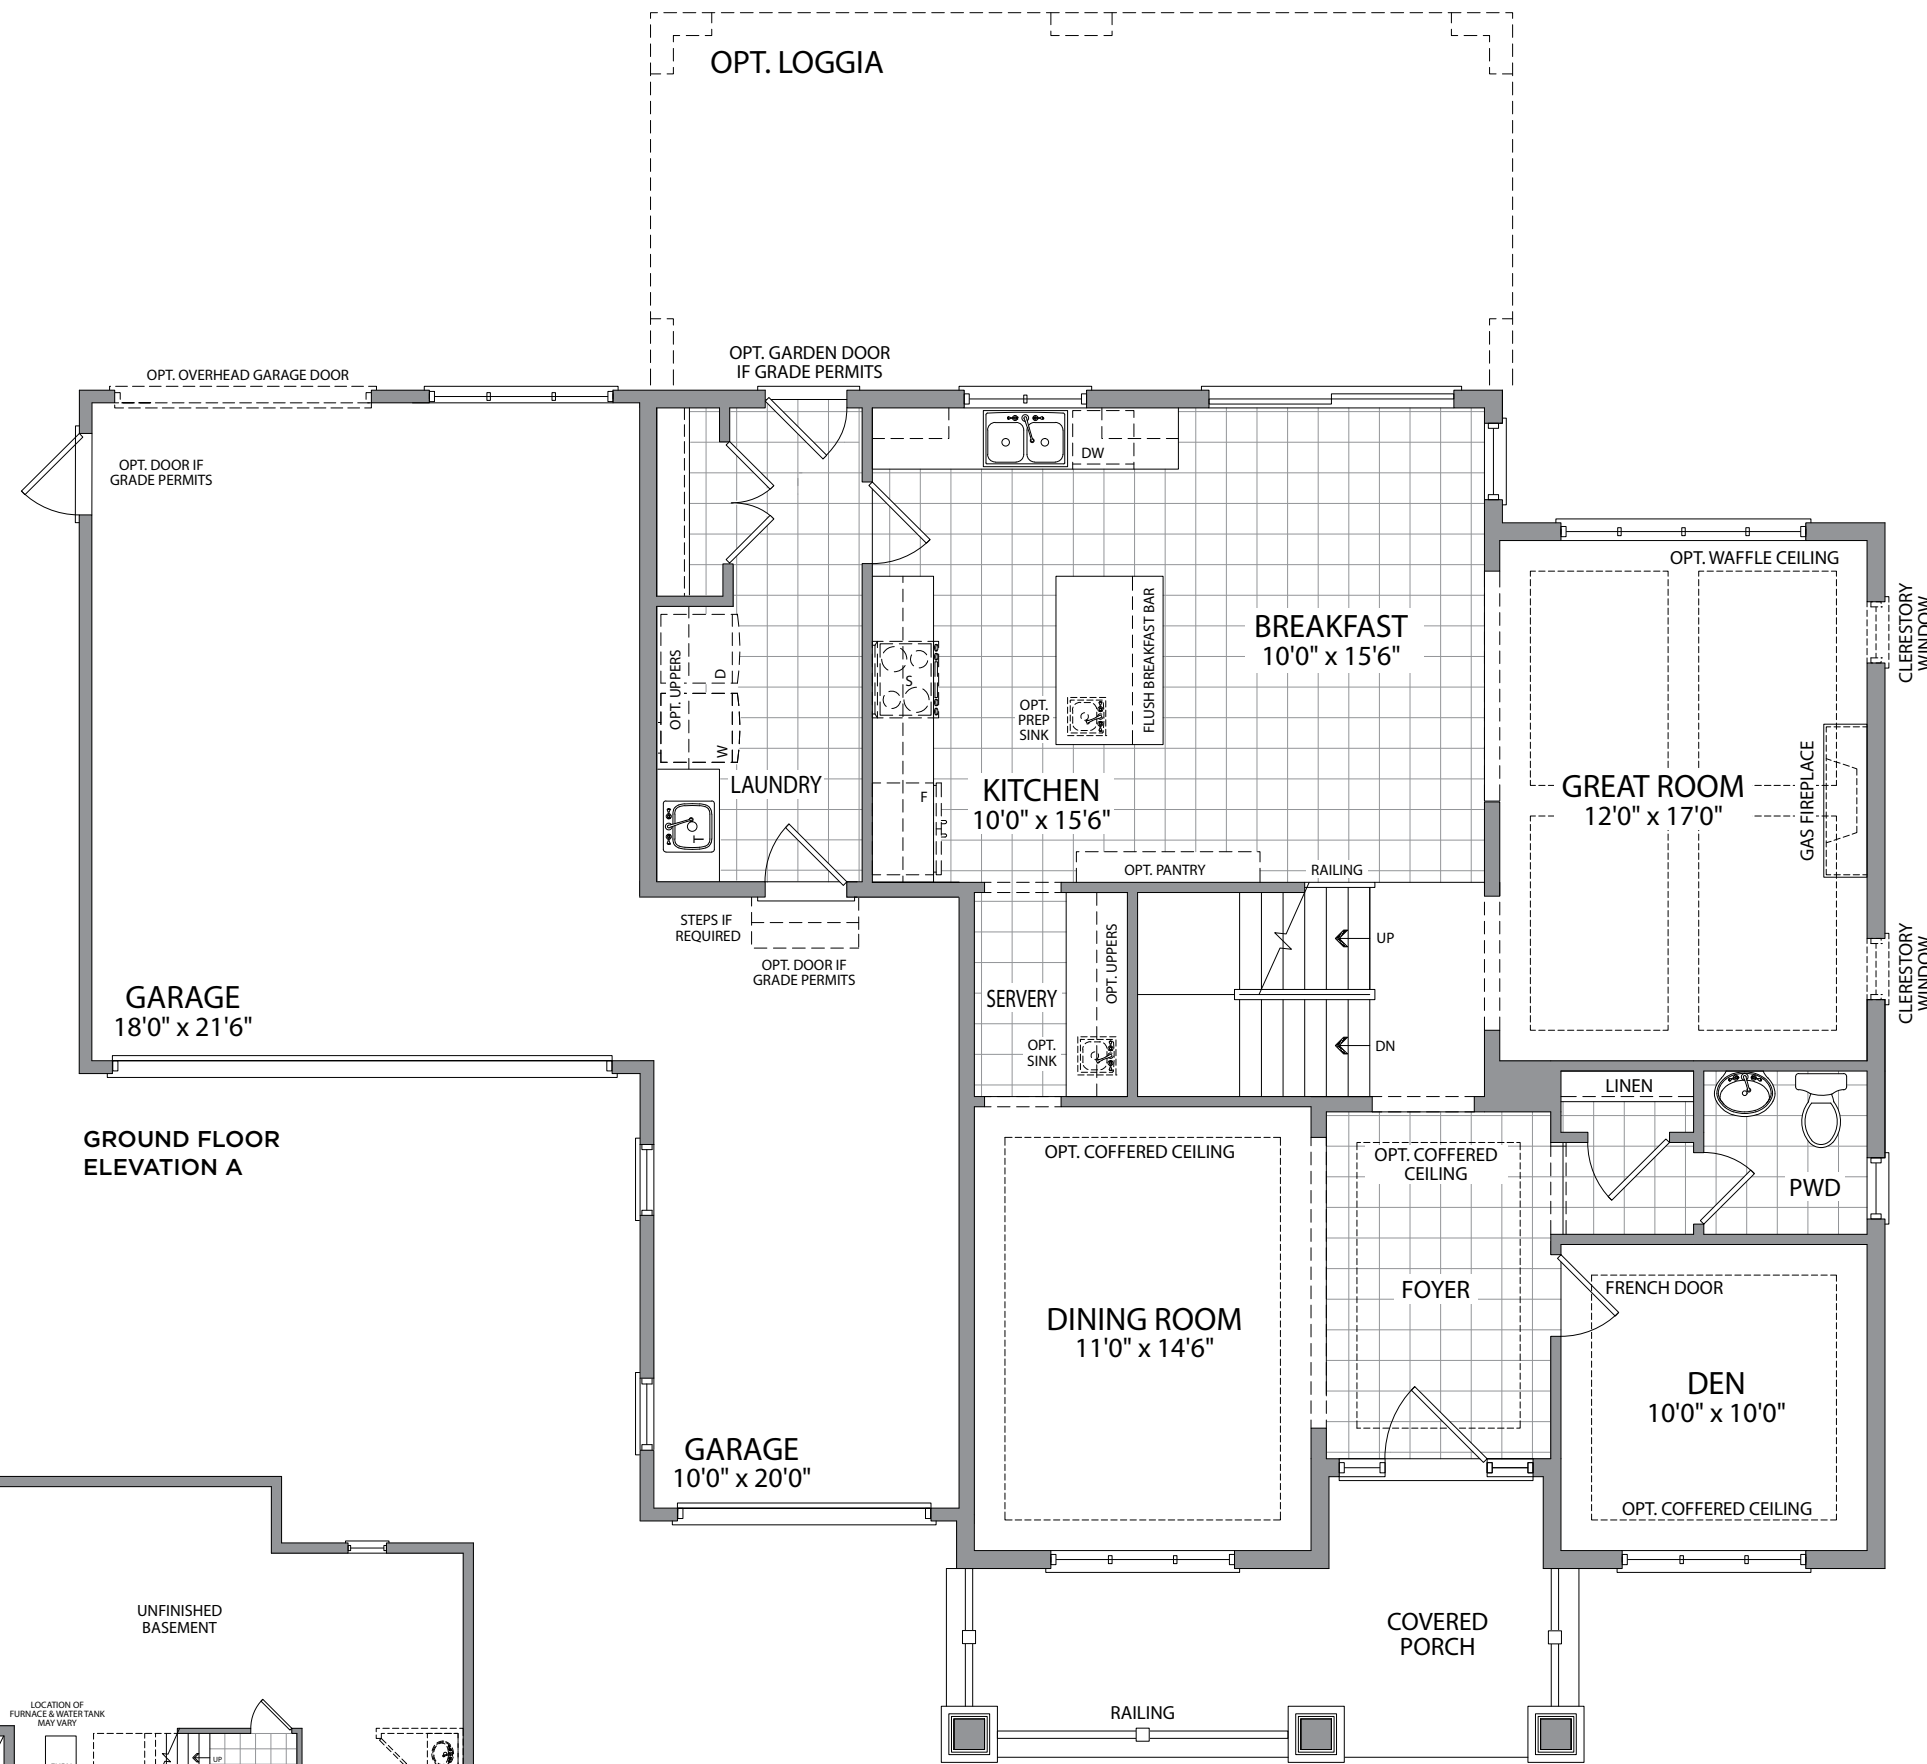 OPT. LOGGIA
OPT. GARDEN DOOR
IF GRADE PERMITS
OPT. OVERHEAD GARAGE DOOR
OPT. DOOR IF
GRADE PERMITS
DW
OPT. WAFFLE CEILING
CLERESTORY
WINDOW
BREAKFAST
10'0" x 15'6"
FLUSH BREAKFAST BAR
OPT. UPPERS
D
W
S
OPT.
PREP
SINK
LAUNDRY
T
F
KITCHEN
10'0" x 15'6"
GREAT ROOM
12'0" x 17'0"
GAS FIREPLACE
OPT. PANTRY
RAILING
STEPS IF
REQUIRED
OPT. DOOR IF
GRADE PERMITS
UP
OPT. UPPERS
SERVERY
OPT.
SINK
DN
CLERESTORY
WINDOW
GARAGE
18'0" x 21'6"
LINEN
GROUND FLOOR
ELEVATION A
OPT. COFFERED CEILING
OPT. COFFERED
CEILING
PWD
FOYER
FRENCH DOOR
DINING ROOM
11'0" x 14'6"
DEN
10'0" x 10'0"
GARAGE
10'0" x 20'0"
OPT. COFFERED CEILING
UNFINISHED
BASEMENT
COVERED
PORCH
RAILING
LOCATION OF
FURNACE & WATER TANK
MAY VARY
UP